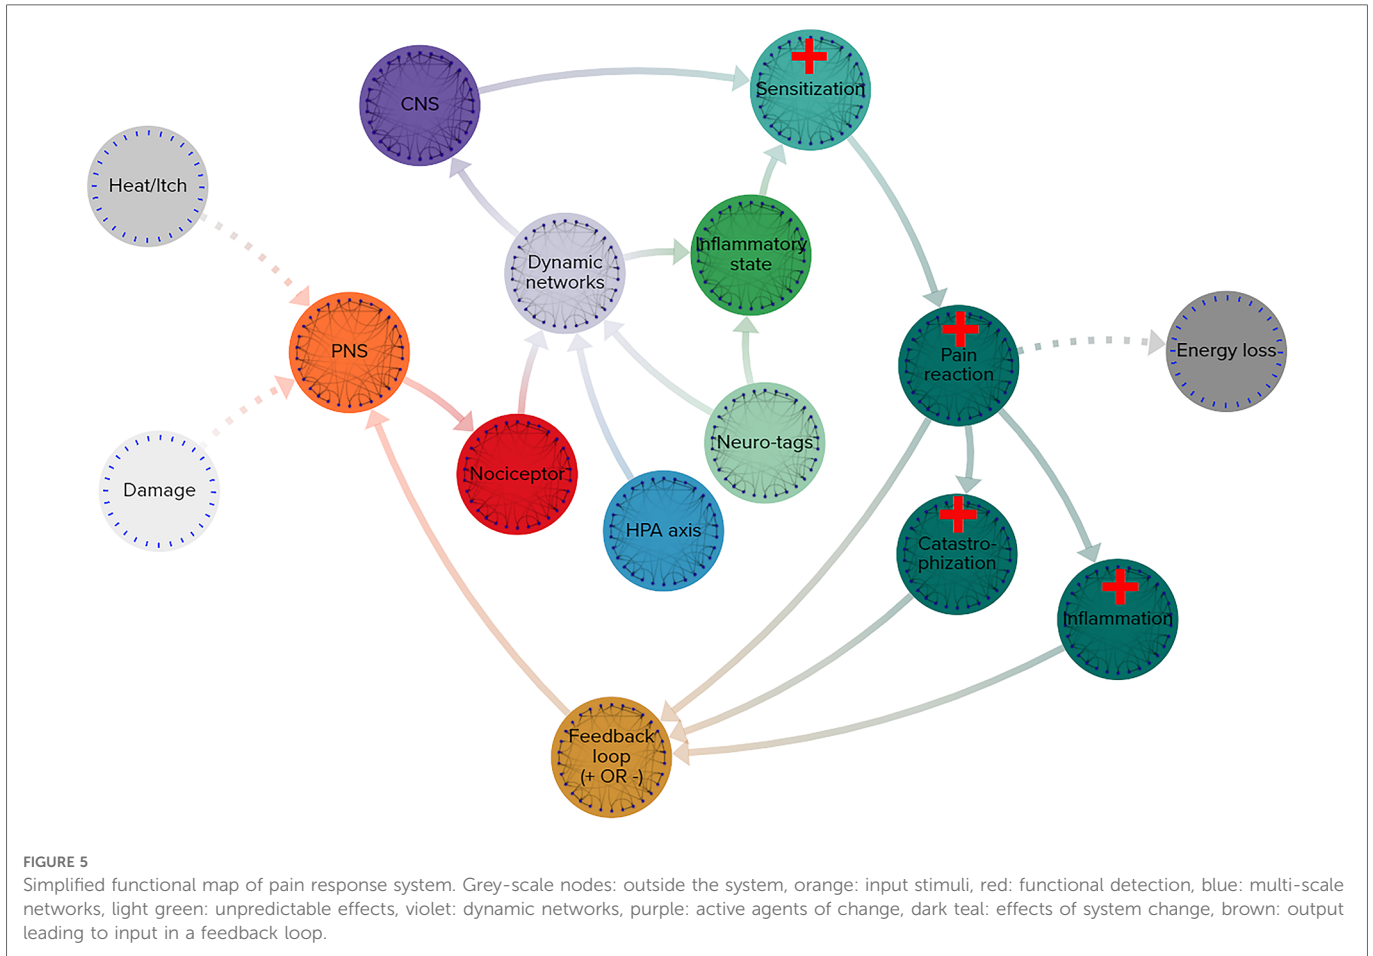 CNS
Sensitization
Heat/Itch
Dynamic
networks
Inflammatory
state
PNS
Pain
reaction
Energy loss
Neuro-tags
Nociceptor
Damage
HPA axis
Catastro-
phization
Inflammation
Feedback
loop
(+ OR -)
FIGURE 5
Simplified functional map of pain response system. Grey-scale nodes: outside the system, orange: input stimuli, red: functional detection, blue: multi-scale
networks, light green: unpredictable effects, violet: dynamic networks, purple: active agents of change, dark teal: effects of system change, brown: output
leading to input in a feedback loop.